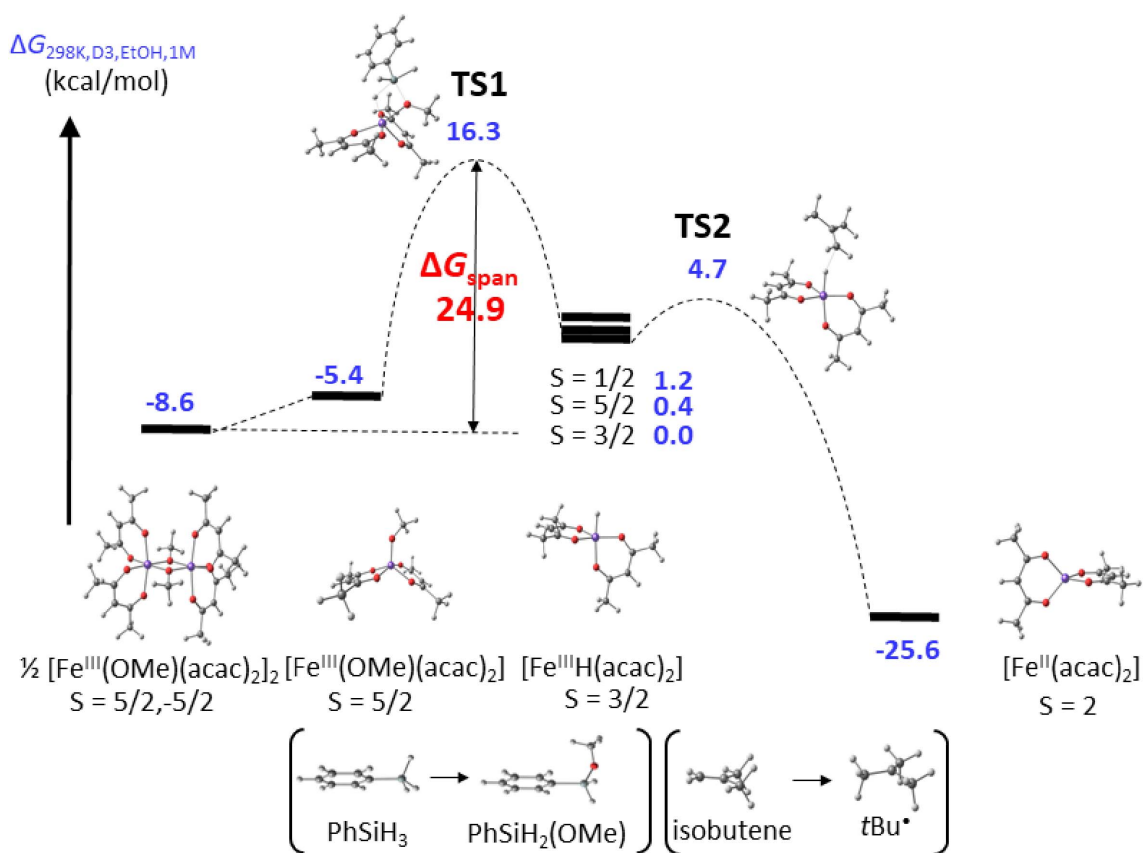 ΔG298K,D3,EtOH,1M
(kcal/mol)
TS1
16.3
TS2
4.7
ΔGspan
24.9
-8.6
-5.4
S = 1/2 1.2
S = 5/2 0.4
S = 3/2 0.0
-25.6
½ [FeIII(OMe)(acac)2]2
S = 5/2,-5/2
[FeIII(OMe)(acac)2]
S = 5/2
[FeIIIH(acac)2]
S = 3/2
[FeII(acac)2]
S = 2
PhSiH3
PhSiH2(OMe)
isobutene
tBu•